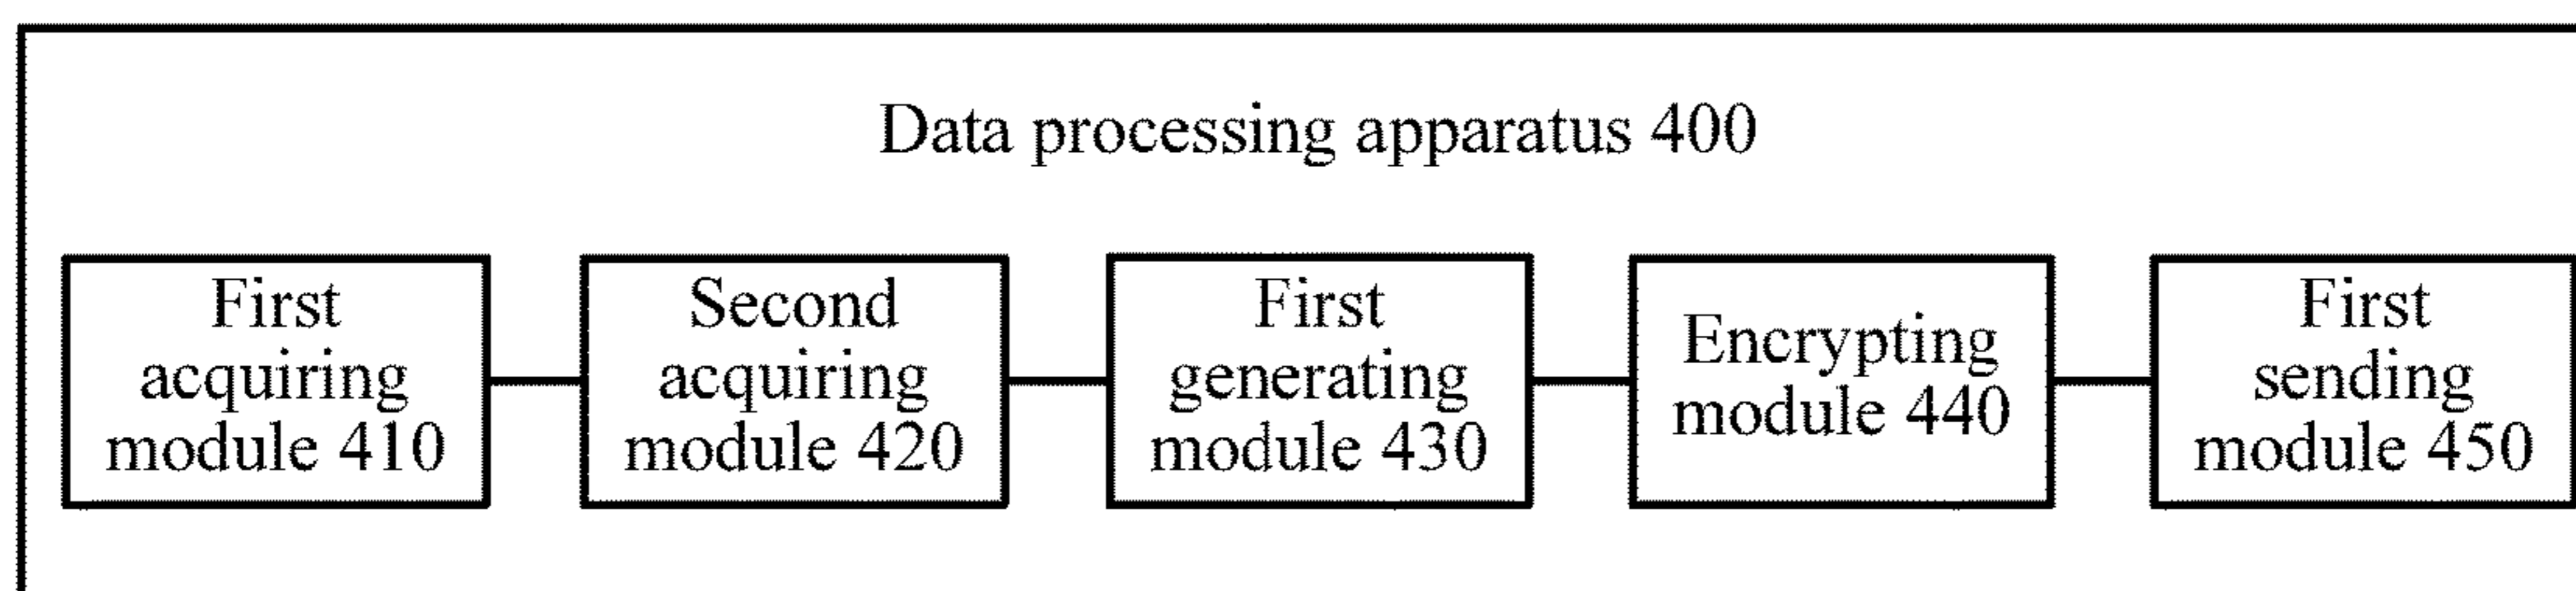 Data processing apparatus 400
First
acquiring
module 410
Second
acquiring
module 420
First
generating
module 430
Encrypting
module 440
First
sending
module 450